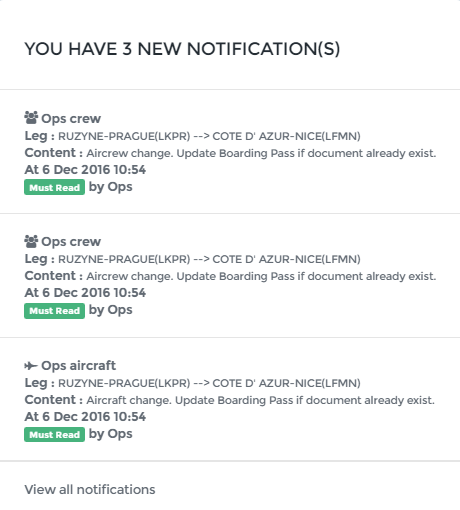 YOU HAVE 3 NEW NOTIFICATION(S)
Ops crew
Leg : RUZYNE-PRAGUE(LKPR) --> COTE D' AZUR-NICE(LFMN)
Content : Aircrew change. Update Boarding Pass if document already exist.
At 6 Dec 2016 10:54
Must Read by Ops
Ops crew
Leg : RUZYNE-PRAGUE(LKPR) --> COTE D' AZUR-NICE(LFMN)
Content : Aircrew change. Update Boarding Pass if document already exist.
At 6 Dec 2016 10:54
Must Read by Ops
Ops aircraft
Leg : RUZYNE-PRAGUE(LKPR) --> COTE D' AZUR-NICE(LFMN)
Content : Aircraft change. Update Boarding Pass if document already exist.
At 6 Dec 2016 10:54
Must Read by Ops
View all notifications